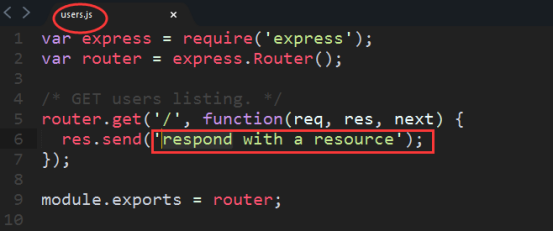 users.js
1 var express = require('express');
2 var router = express.Router();
3
4 /* GET users listing. */
5 router.get('/', function(req, res, next) {
6 res.send('respond with a resource');
7 });
8
9 module.exports = router;
10